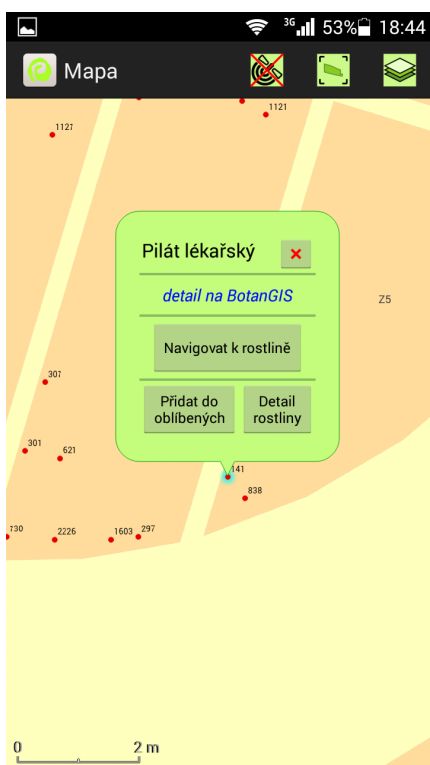 3G 53% 18:44
Mapa
1121
1127
Pilát lékařský
detail na BotanGIS
Z5
Navigovat k rostlině
307
Přidat do
oblíbených
Detail
rostliny
301
621
141
838
730 2226 1603 297
0 2 m